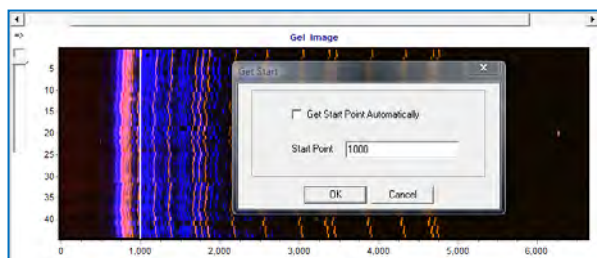 =>
Gel Image
Get Start
X
Get Start Point Automatically
Start Point 1000
OK Cancel
5
10
15
20
25
30
35
40
0 1,000 2,000 3,000 4,000 5,000 6,000